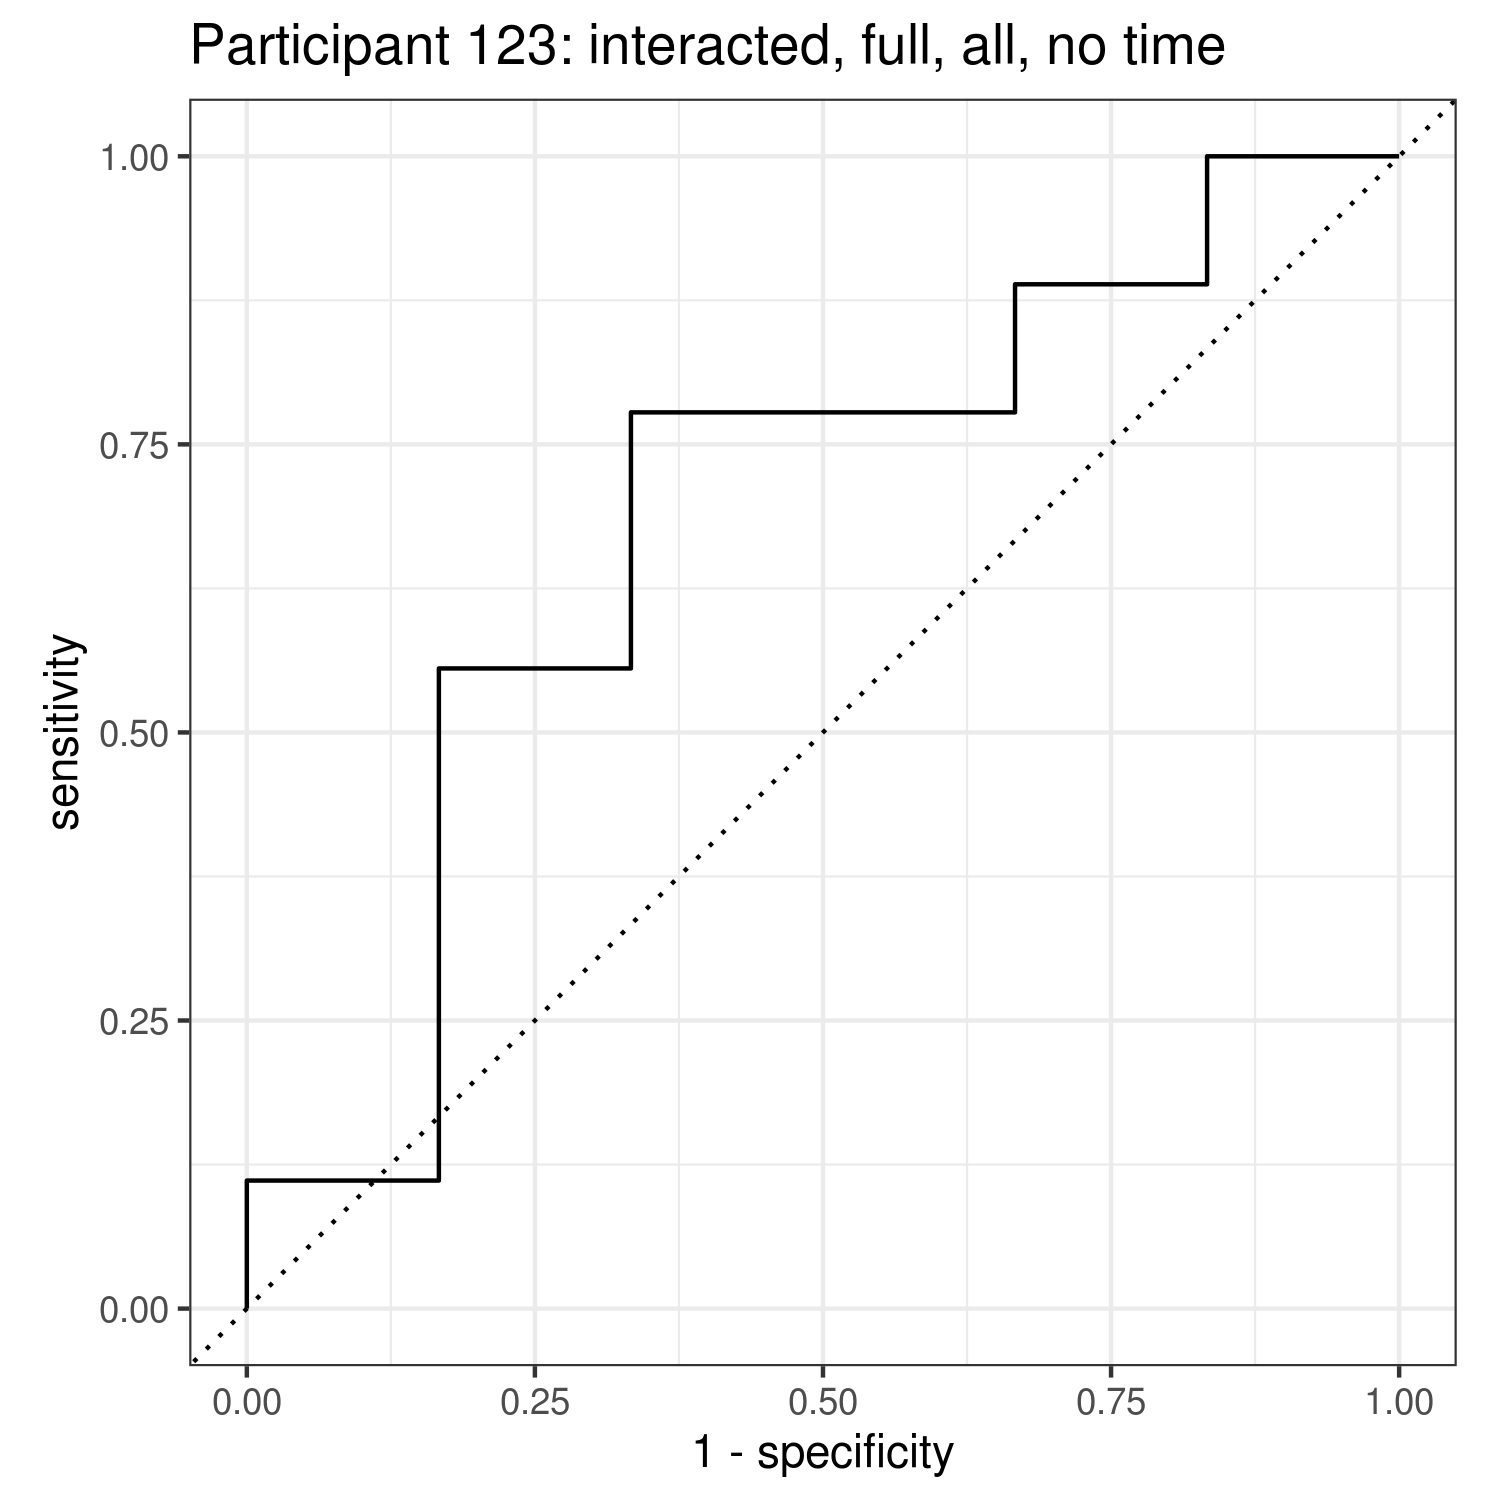 Participant 123: interacted, full, all, no time
1.00
0.75
0.50
0.25
0.00
sensitivity
0.00 0.25 0.50 0.75 1.00
1 - specificity